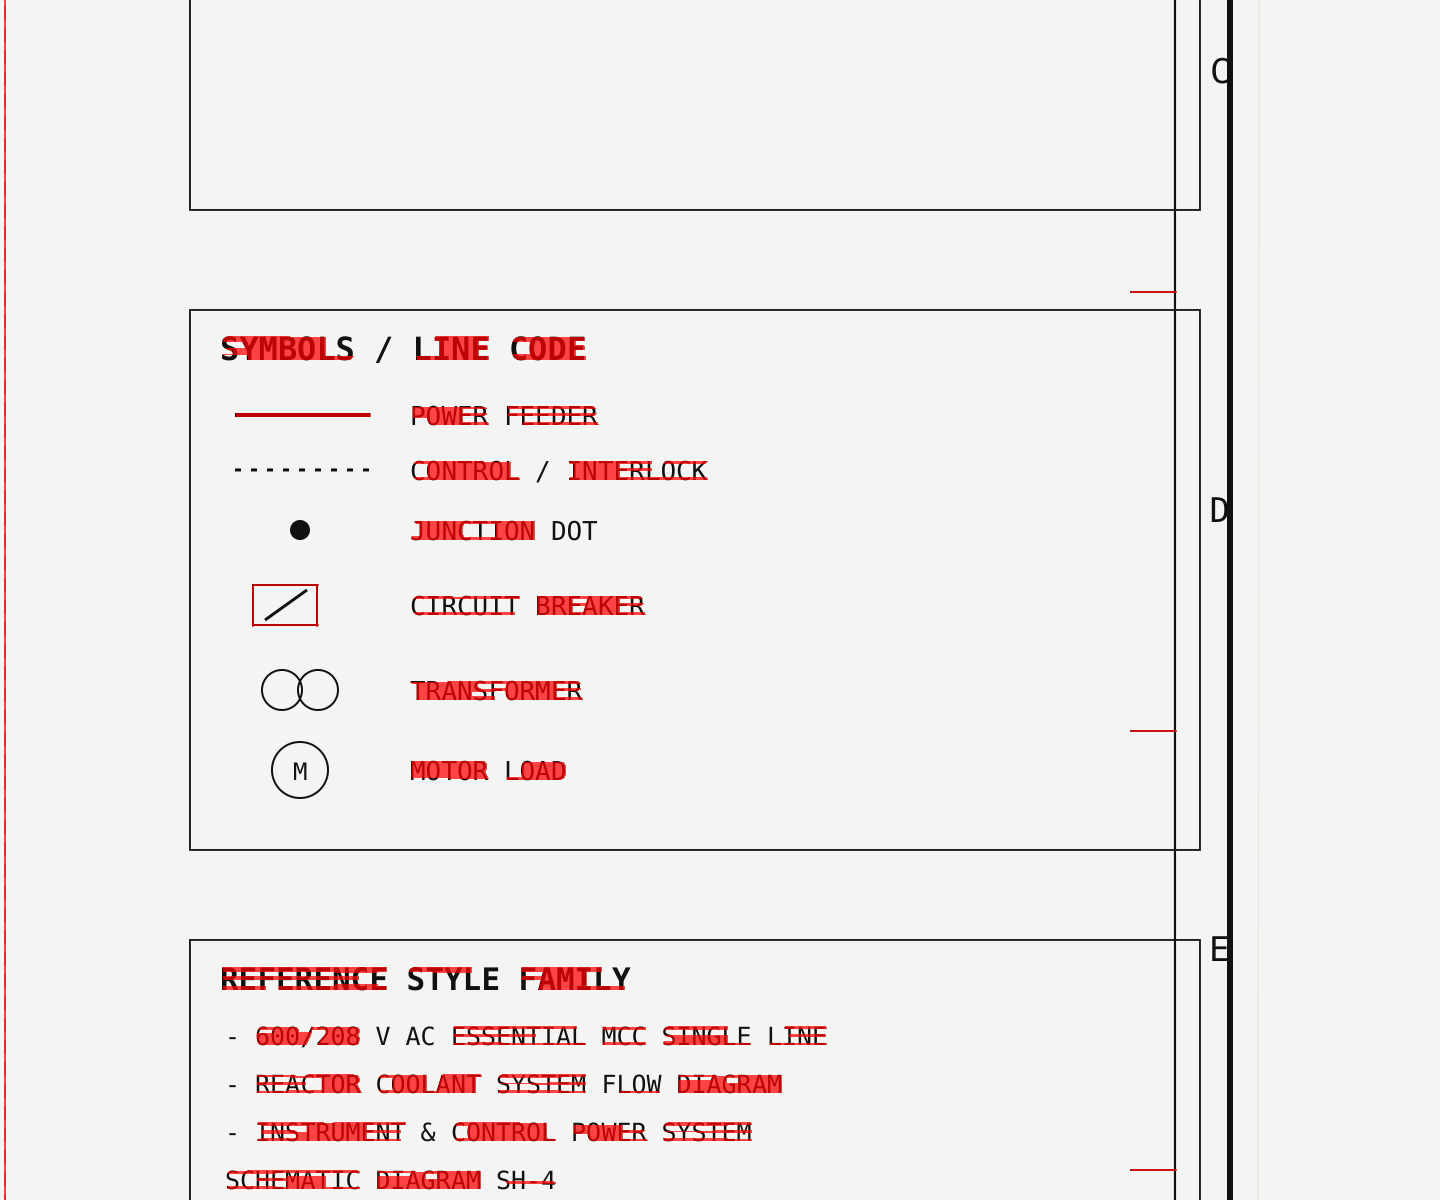 C
SYMBOLS / LINE CODE
POWER FEEDER
CONTROL / INTERLOCK
D
JUNCTION DOT
CIRCUIT BREAKER
TRANSFORMER
M
MOTOR LOAD
E
REFERENCE STYLE FAMILY
- 600/208 V AC ESSENTIAL MCC SINGLE LINE
- REACTOR COOLANT SYSTEM FLOW DIAGRAM
- INSTRUMENT & CONTROL POWER SYSTEM
SCHEMATIC DIAGRAM SH-4